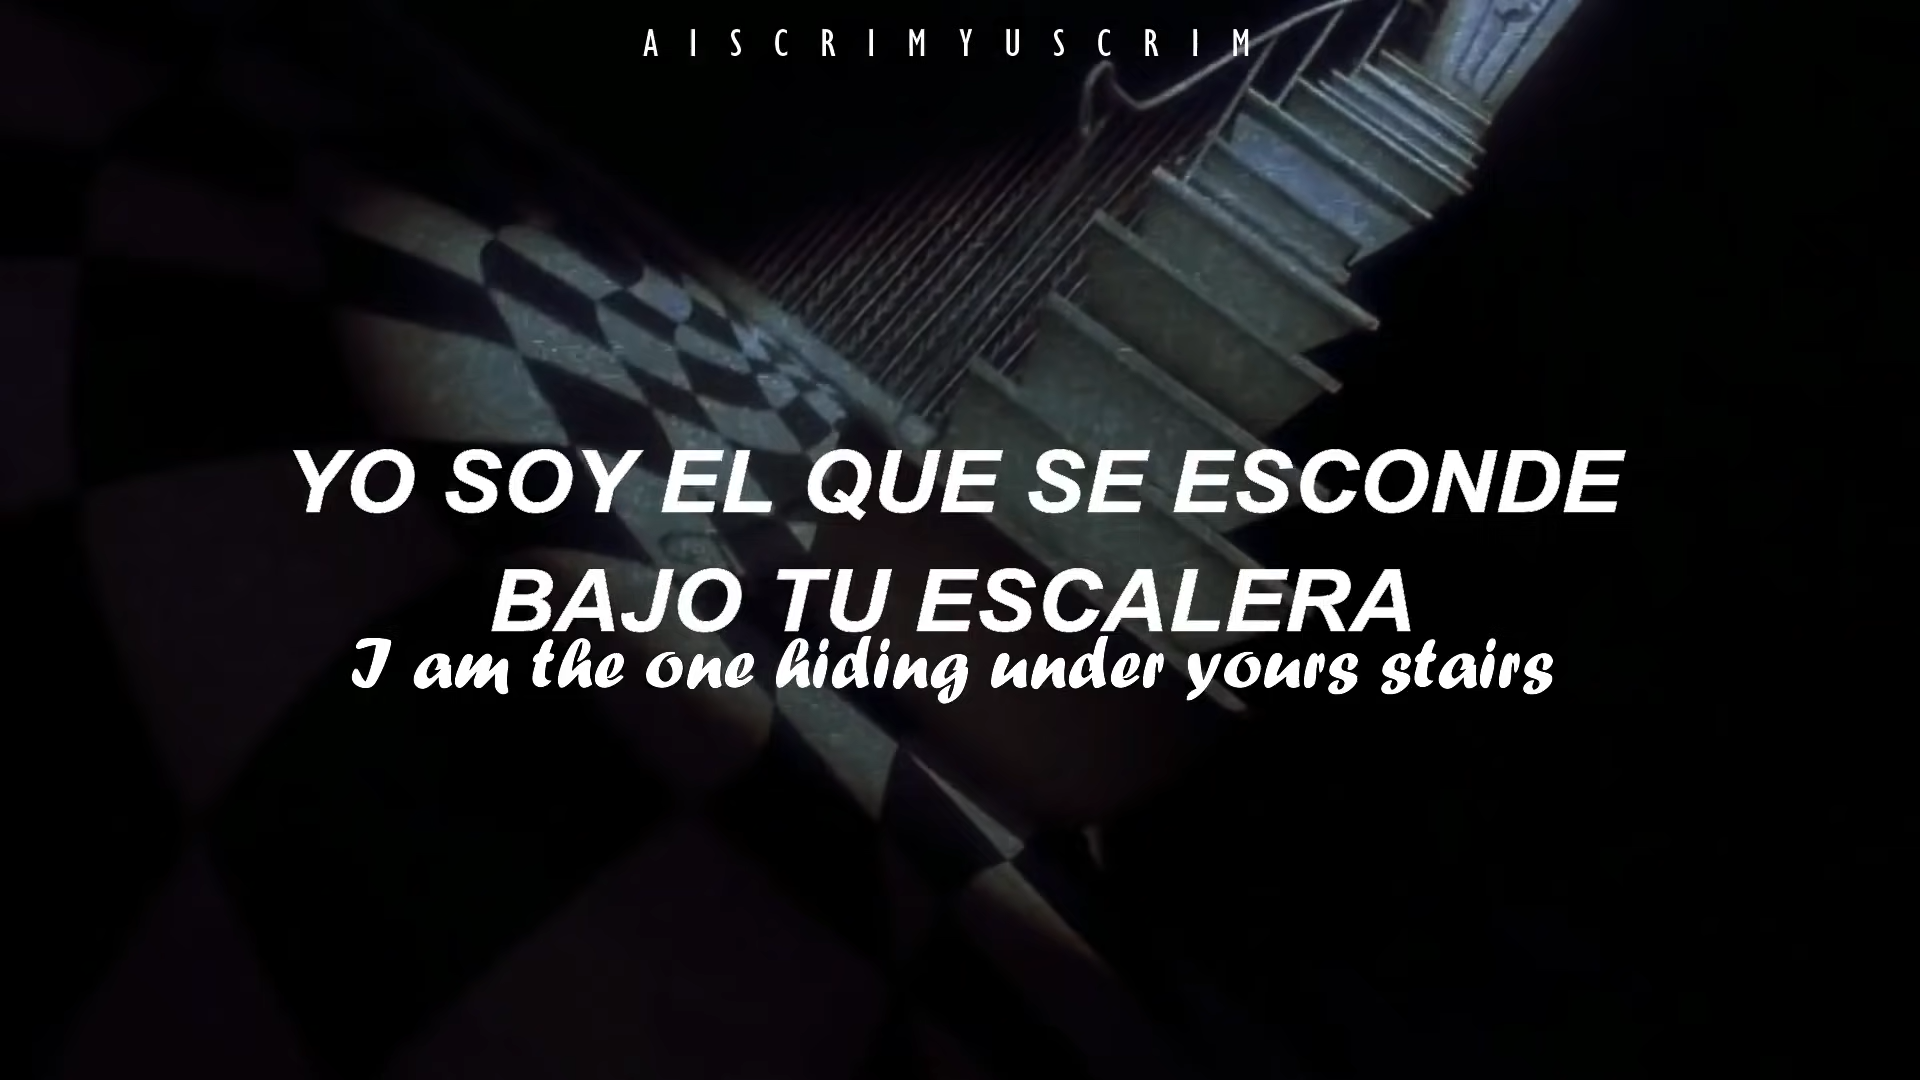 AISCRIMYUSCRIM
YO SOY EL QUE SE ESCONDE
BAJO TU ESCALERA
I am the one hiding under yours stairs